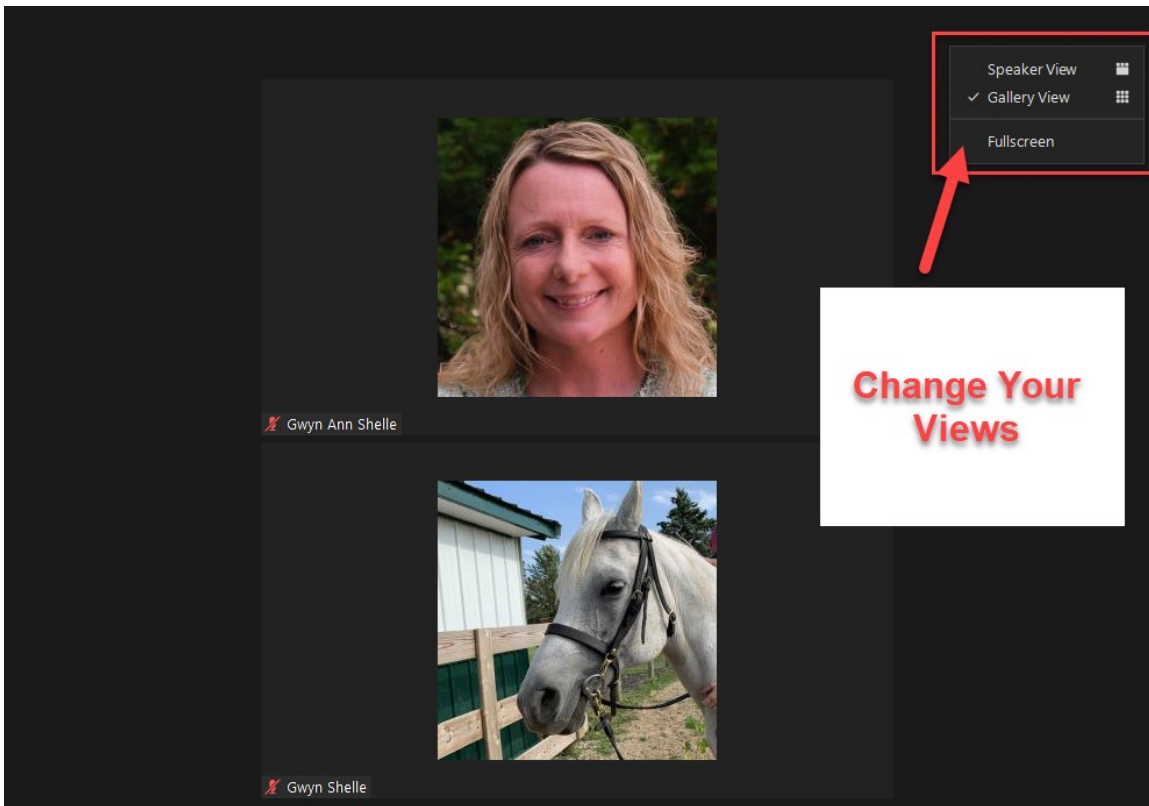 Speaker View
Gallery View
Fullscreen
Gwyn Ann Shelle
Change Your
Views
Gwyn Shelle